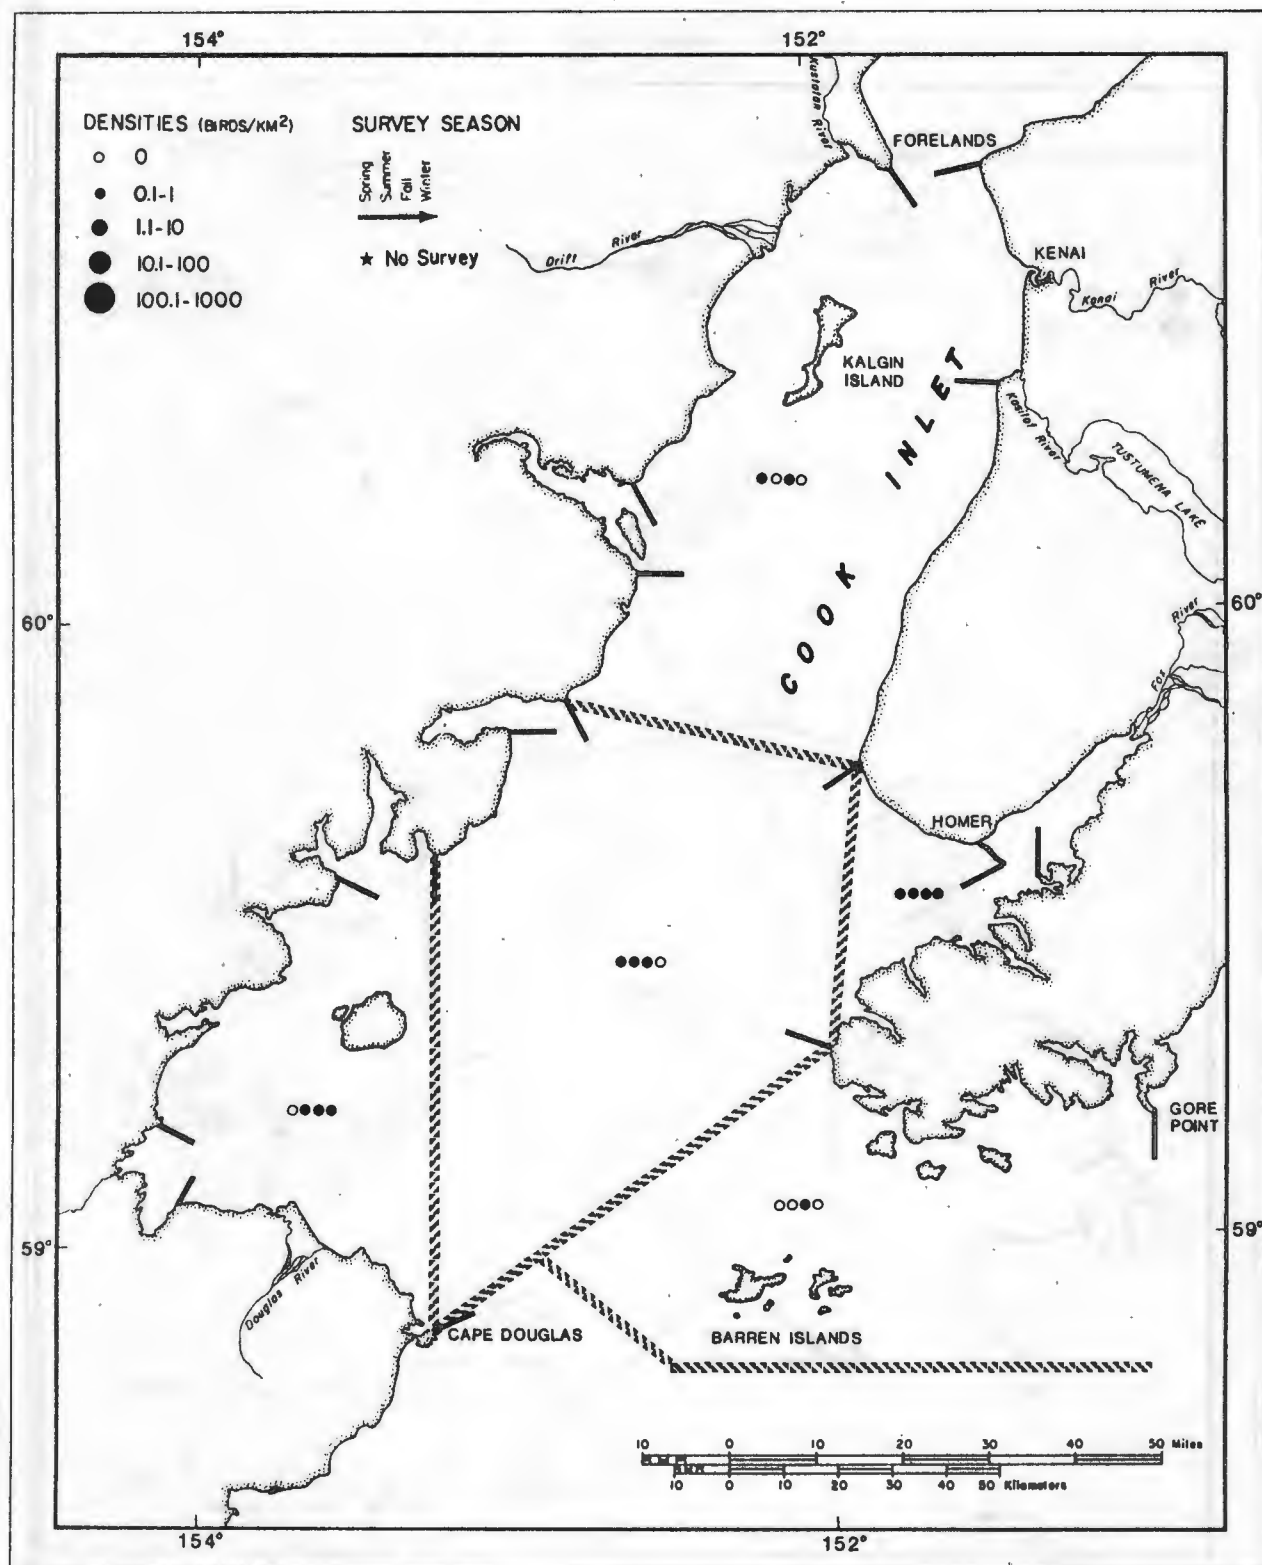 154°
152°
DENSITIES (BIRDS/KM²)
0
0.1-1
1.1-10
10.1-100
100.1-1000
SURVEY SEASON
Spring
Summer
Fall
Winter
★ No Survey
Kustatan River
FORELANDS
Drift River
KENAI
Kenai River
KALGIN
ISLAND
Kasilof River
TUSTUMENA LAKE
COOK INLET
60°
60°
Fox River
HOMER
GORE
POINT
59°
59°
Douglas River
CAPE DOUGLAS
BARREN ISLANDS
10 0 10 20 30 40 50 Miles
10 0 10 20 30 40 50 Kilometers
154°
152°